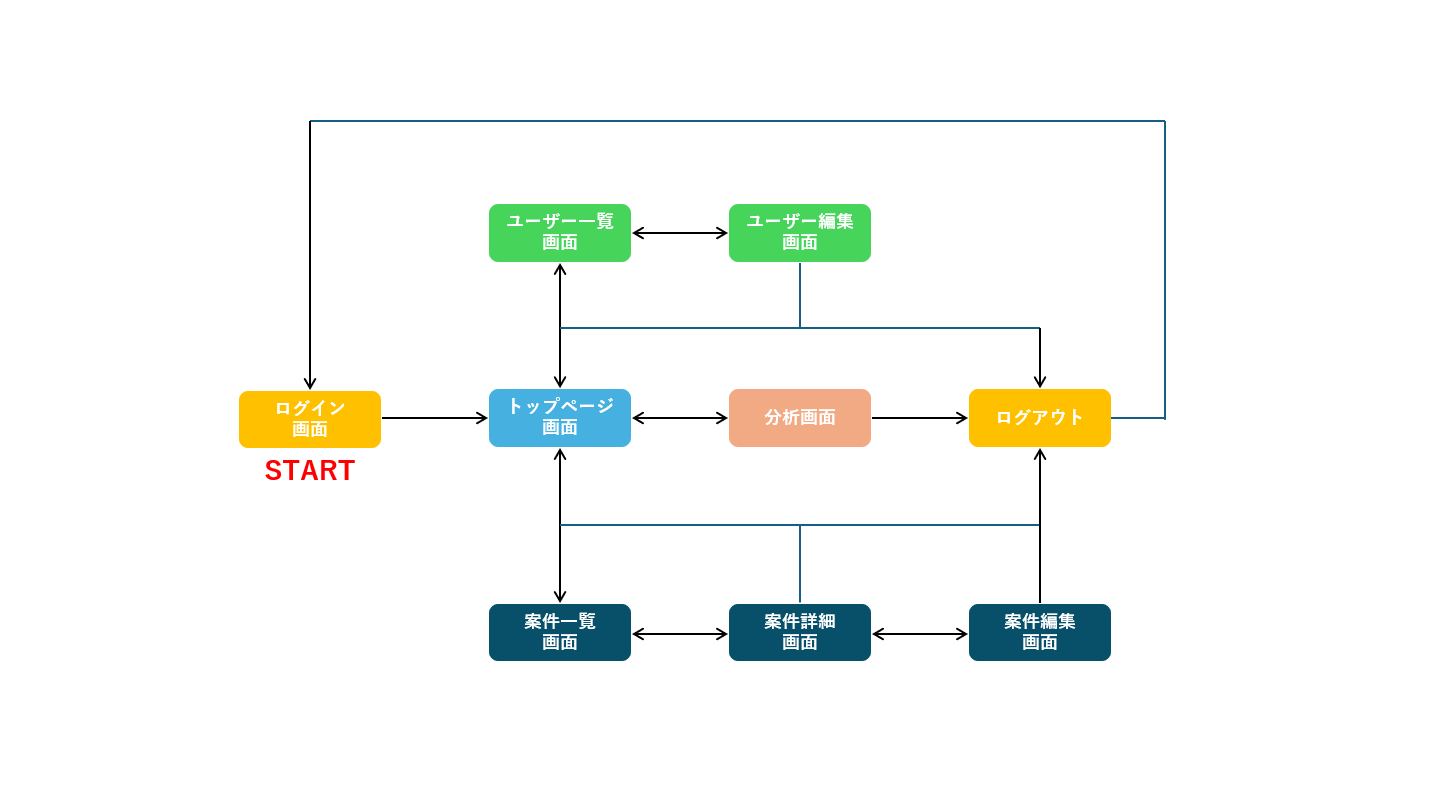 ユーザー一覧
画面
ユーザー編集
画面
ログイン
画面
START
トップページ
画面
分析画面
ログアウト
案件一覧
画面
案件詳細
画面
案件編集
画面